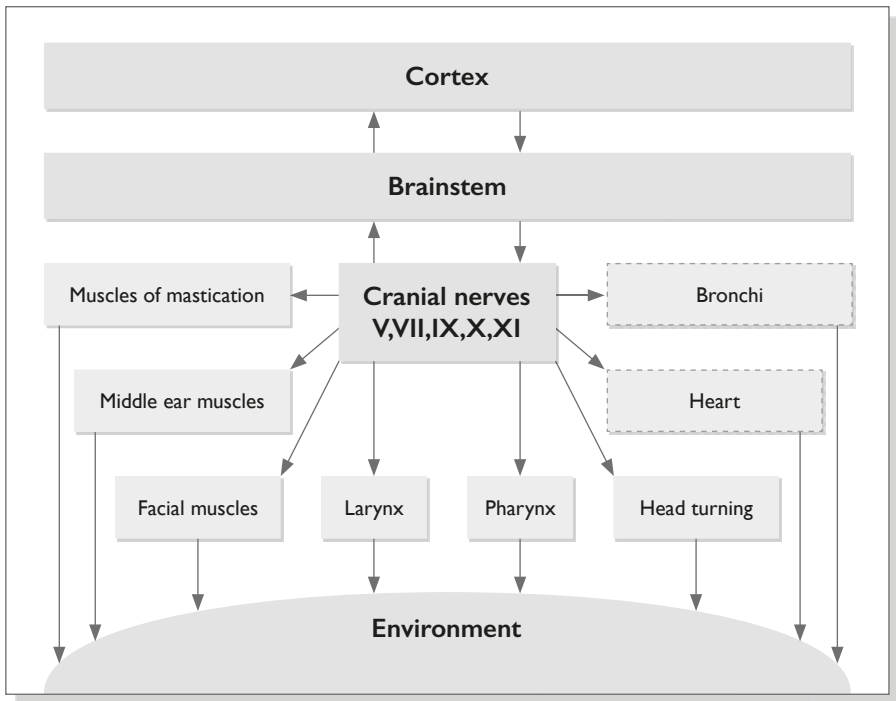 Cortex
Brainstem
Muscles of mastication
Cranial nerves
V,VII,IX,X,XI
Bronchi
Middle ear muscles
Heart
Facial muscles
Larynx
Pharynx
Head turning
Environment